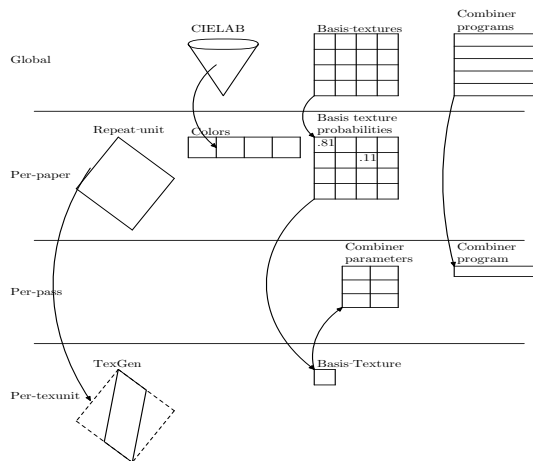 CIELAB
Basis-textures
Combiner
programs
Global
Repeat-unit
Colors
Basis texture
probabilities
.81
.11
Per-paper
Combiner
parameters
Combiner
program
Per-pass
TexGen
Basis-Texture
Per-texunit